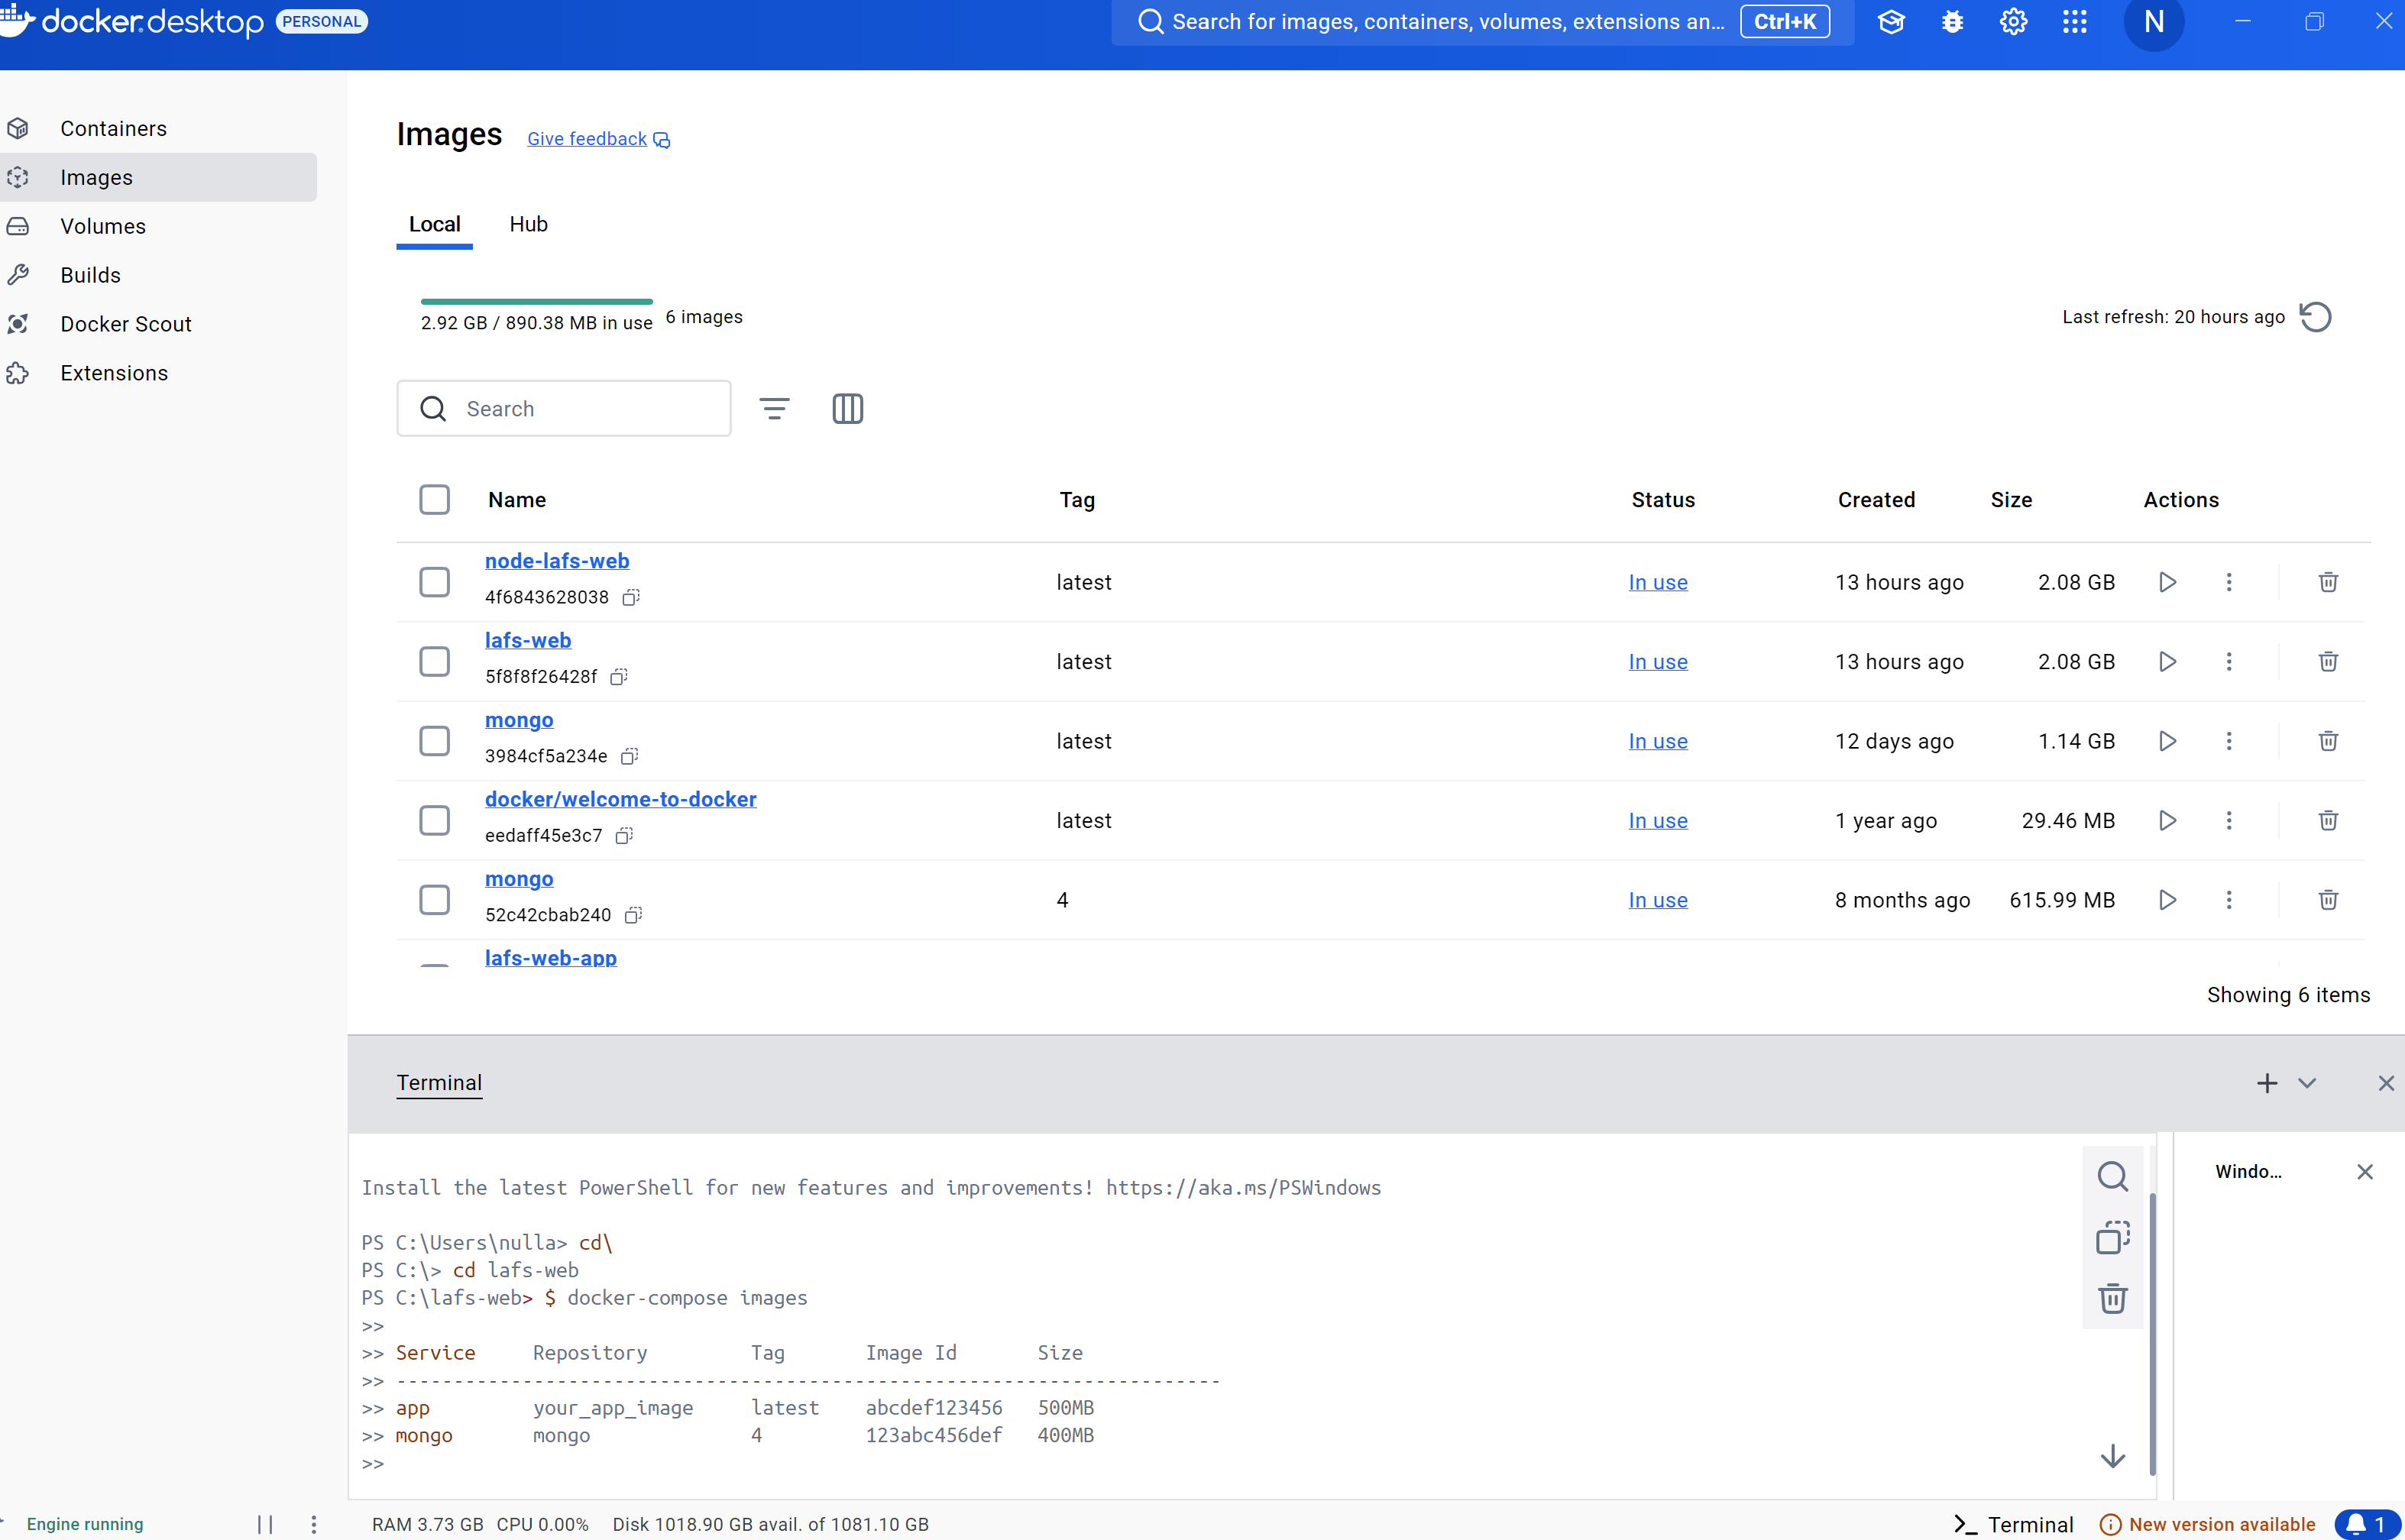 docker.desktop PERSONAL
Search for images, containers, volumes, extensions an... Ctrl+K
N
Containers
Images
Volumes
Builds
Docker Scout
Extensions
Images Give feedback
Local Hub
2.92 GB / 890.38 MB in use 6 images
Last refresh: 20 hours ago
Search
Name Tag Status Created Size Actions
node-lafs-web
4f6843628038
latest In use 13 hours ago 2.08 GB
lafs-web
5f8f8f26428f
latest In use 13 hours ago 2.08 GB
mongo
3984cf5a234e
latest In use 12 days ago 1.14 GB
docker/welcome-to-docker
eedaff45e3c7
latest In use 1 year ago 29.46 MB
mongo
52c42cbab240
4 In use 8 months ago 615.99 MB
lafs-web-app
Showing 6 items
Terminal
Windo...
Install the latest PowerShell for new features and improvements! https://aka.ms/PSWindows
PS C:\Users\nulla> cd\
PS C:\> cd lafs-web
PS C:\lafs-web> $ docker-compose images
>>
>> Service Repository Tag Image Id Size
>> ------------------------------------------------------------------------
>> app your_app_image latest abcdef123456 500MB
>> mongo mongo 4 123abc456def 400MB
>>
Engine running
RAM 3.73 GB CPU 0.00% Disk 1018.90 GB avail. of 1081.10 GB
>_ Terminal
New version available
1